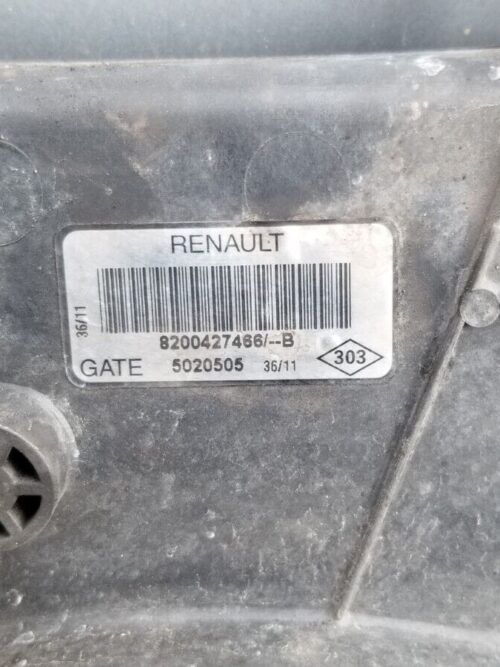 RENAULT
36/11
8200427466/--B
GATE 5020505 36/11 303